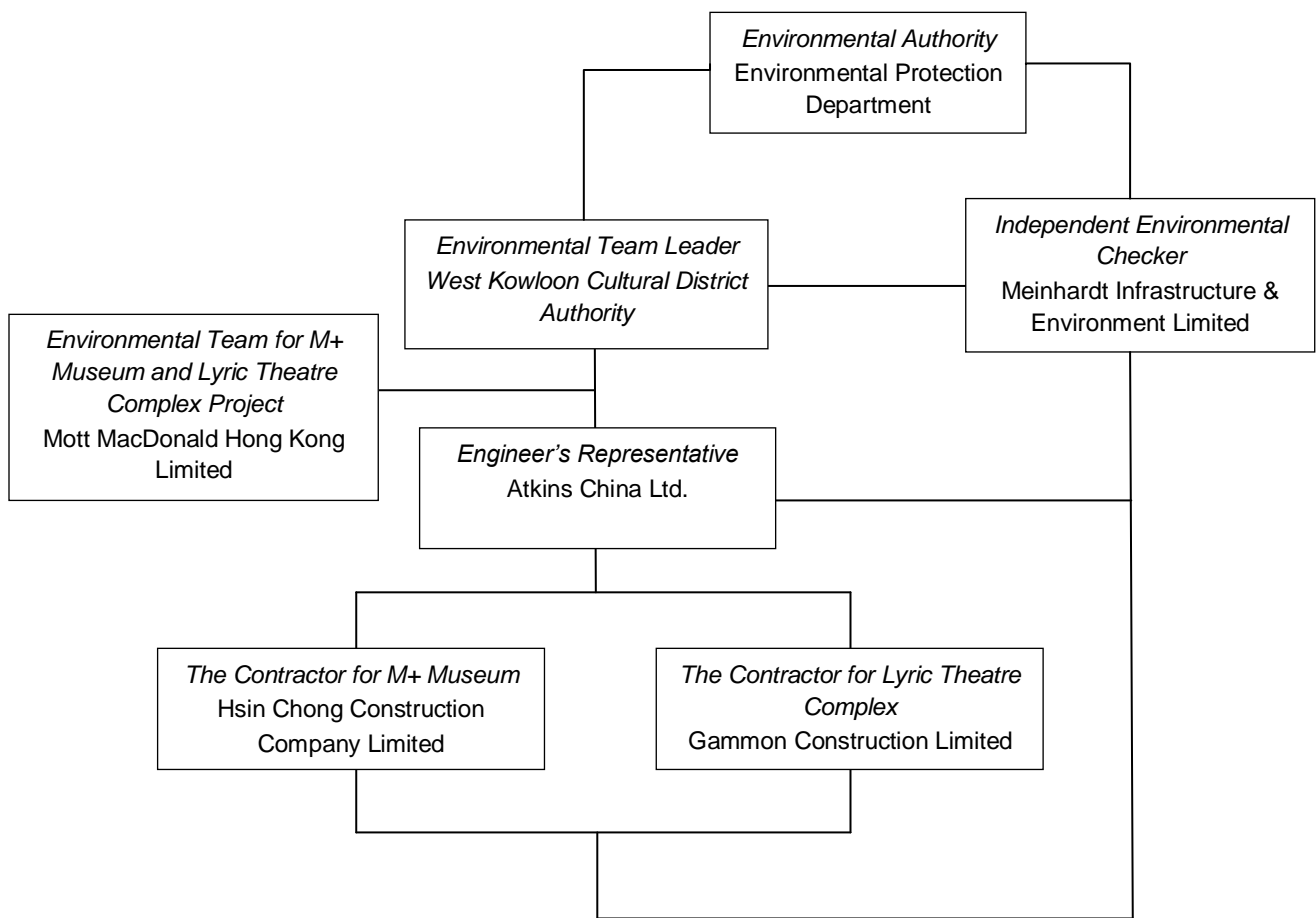 Environmental Authority
Environmental Protection
Department
Environmental Team Leader
West Kowloon Cultural District
Authority
Independent Environmental
Checker
Meinhardt Infrastructure &
Environment Limited
Environmental Team for M+
Museum and Lyric Theatre
Complex Project
Mott MacDonald Hong Kong
Limited
Engineer's Representative
Atkins China Ltd.
The Contractor for M+ Museum
Hsin Chong Construction
Company Limited
The Contractor for Lyric Theatre
Complex
Gammon Construction Limited